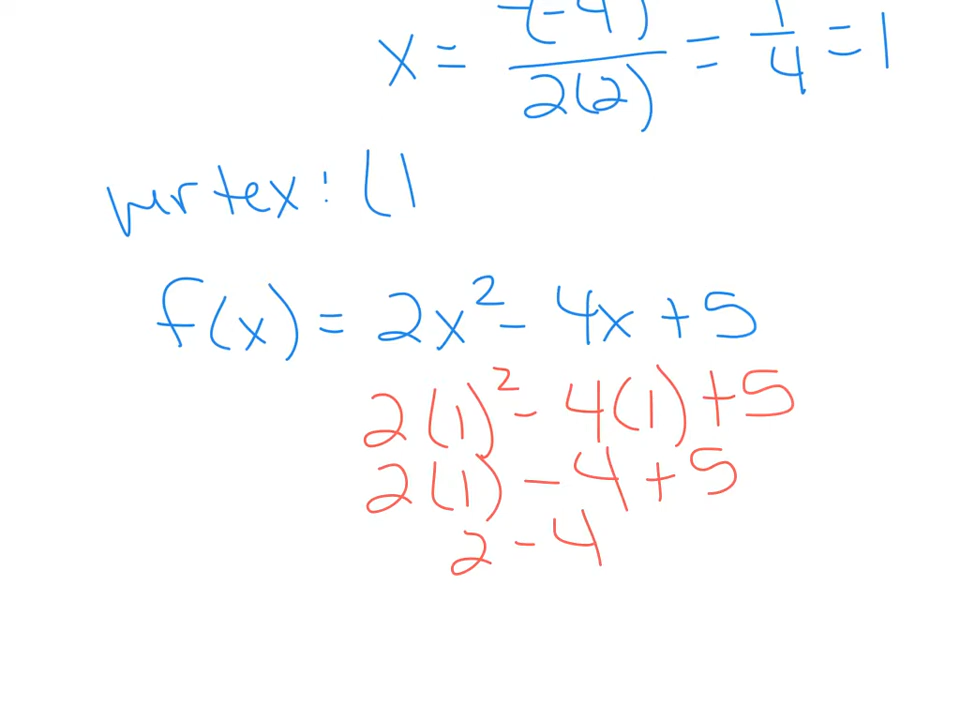 x = -(-4)/2(2) = /4 = 1
vertex: (1
f(x) = 2x² - 4x + 5
2(1)² - 4(1) + 5
2(1) - 4 + 5
2 - 4